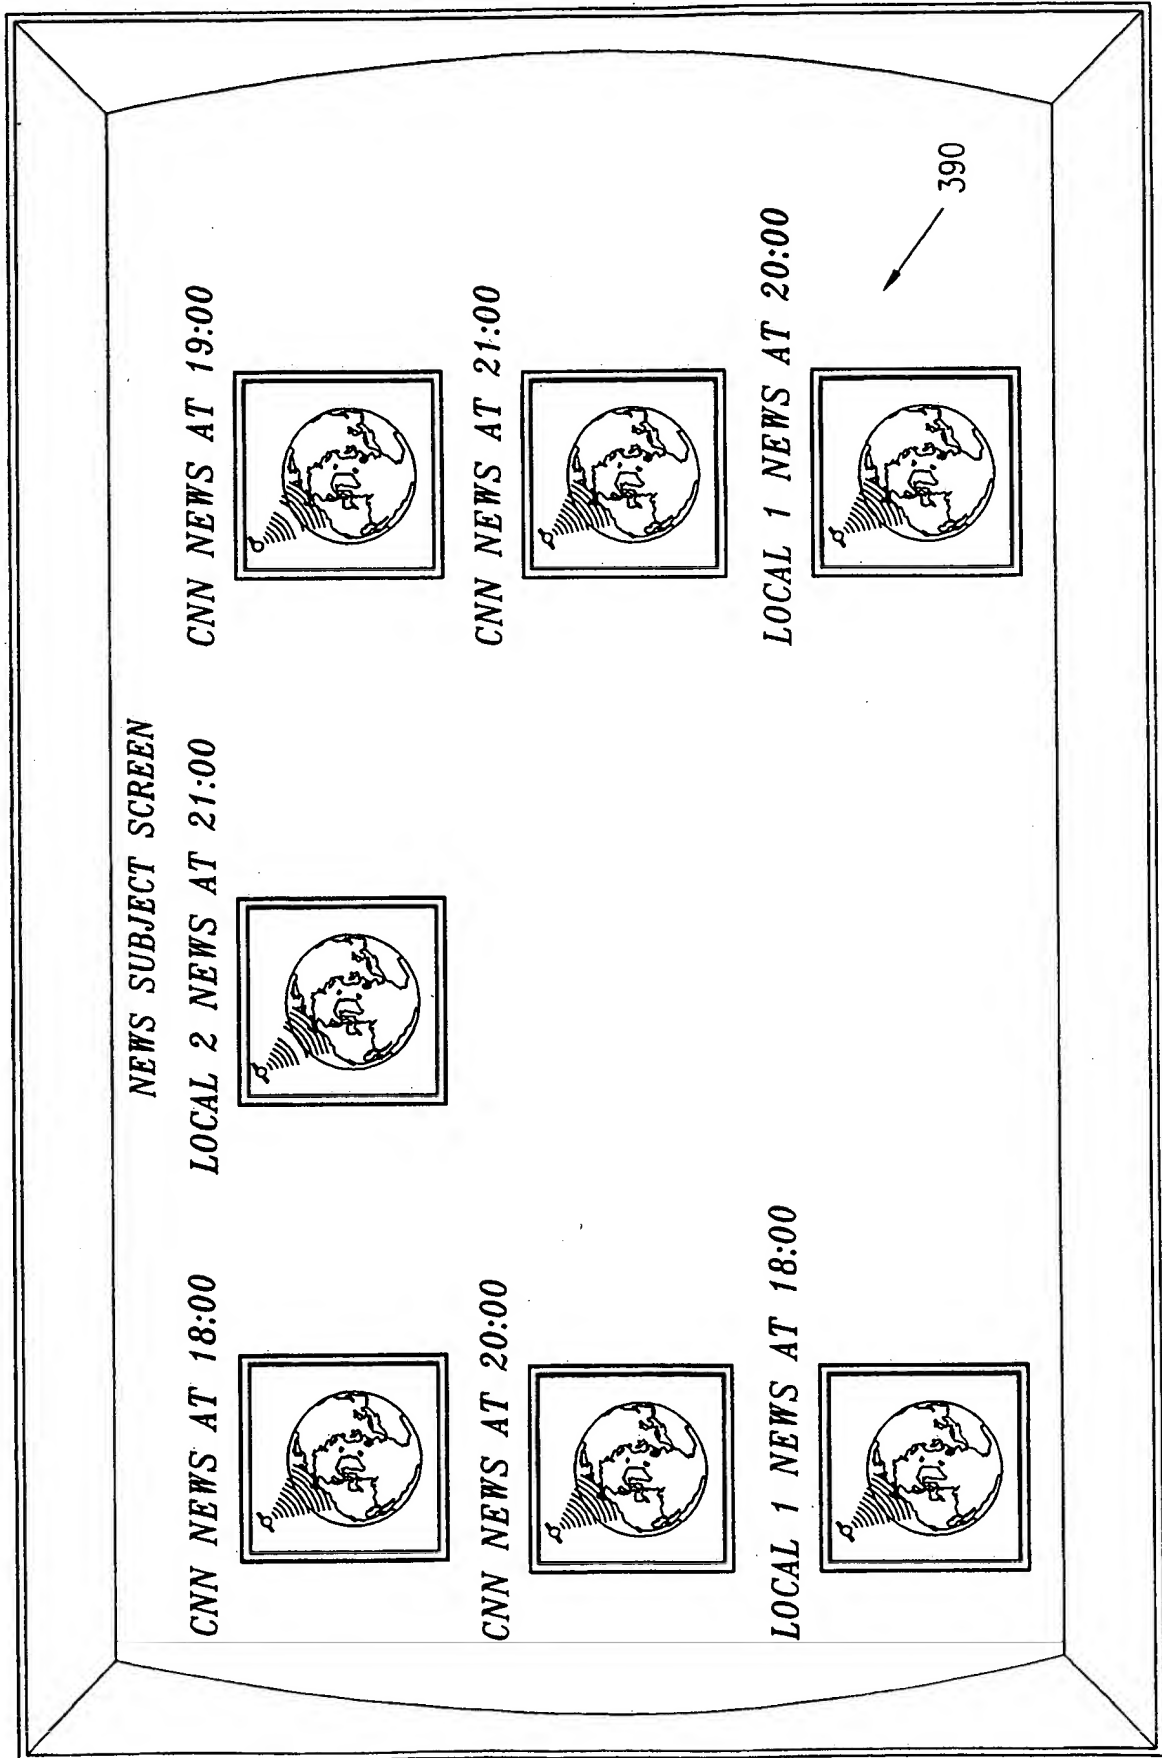 NEWS SUBJECT SCREEN
CNN NEWS AT 18:00
LOCAL 2 NEWS AT 21:00
CNN NEWS AT 19:00
CNN NEWS AT 20:00
CNN NEWS AT 21:00
LOCAL 1 NEWS AT 18:00
LOCAL 1 NEWS AT 20:00
390